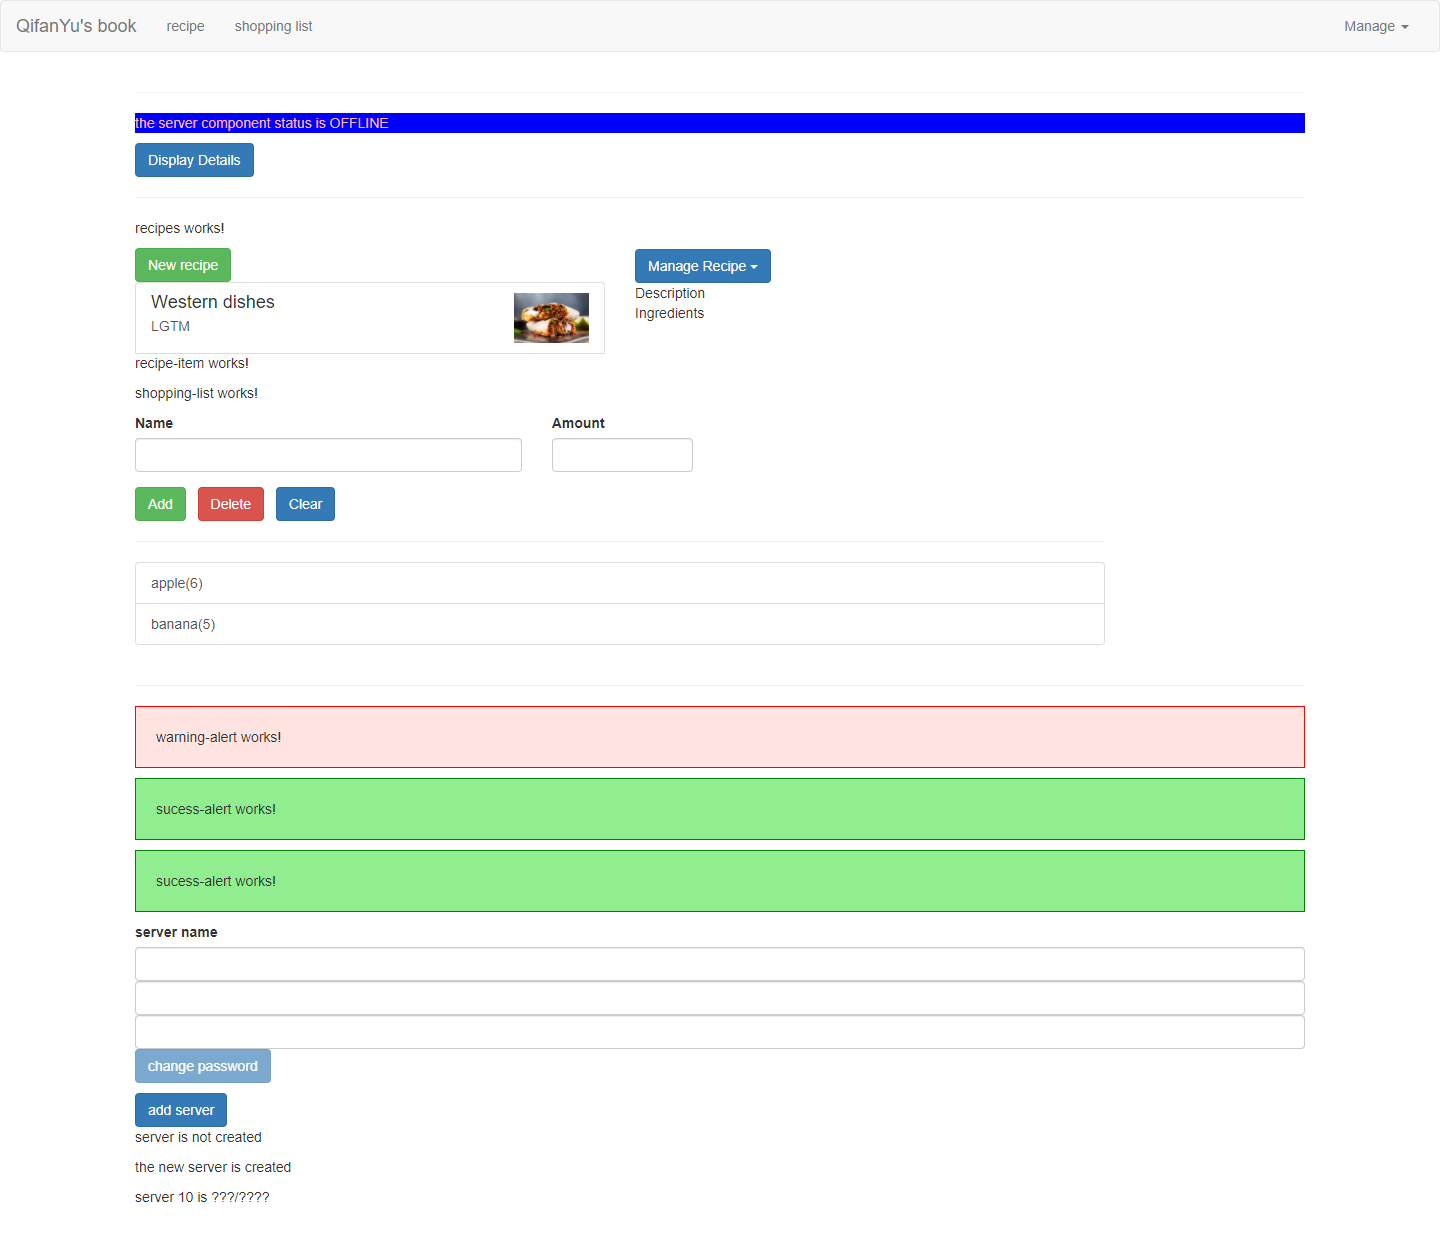 QifanYu's book recipe shopping list Manage
the server component status is OFFLINE
Display Details
recipes works!
New recipe
Manage Recipe
Western dishes
LGTM
Description
Ingredients
recipe-item works!
shopping-list works!
Name Amount
Add Delete Clear
apple(6)
banana(5)
warning-alert works!
sucess-alert works!
sucess-alert works!
server name
change password
add server
server is not created
the new server is created
server 10 is ???/????